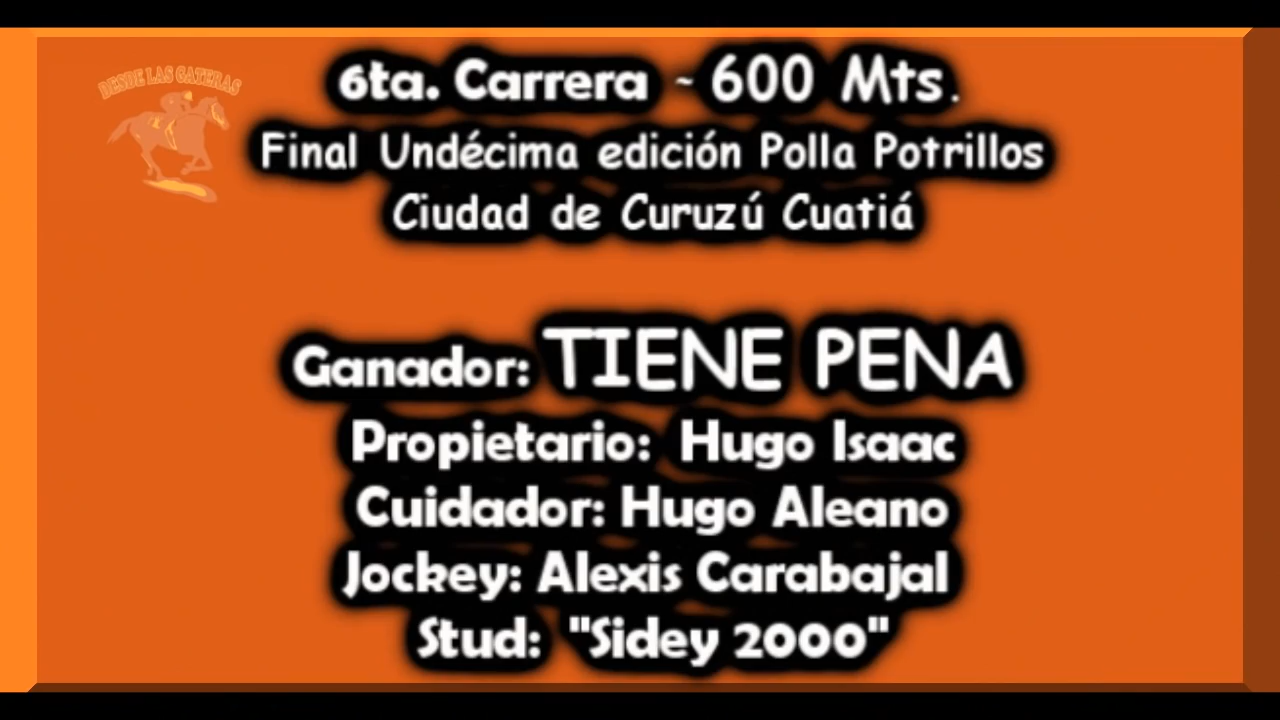 DESDE LAS GATERAS
6ta. Carrera - 600 Mts.
Final Undécima edición Polla Potrillos
Ciudad de Curuzú Cuatiá
Ganador: TIENE PENA
Propietario: Hugo Isaac
Cuidador: Hugo Aleano
Jockey: Alexis Carabajal
Stud: "Sidey 2000"